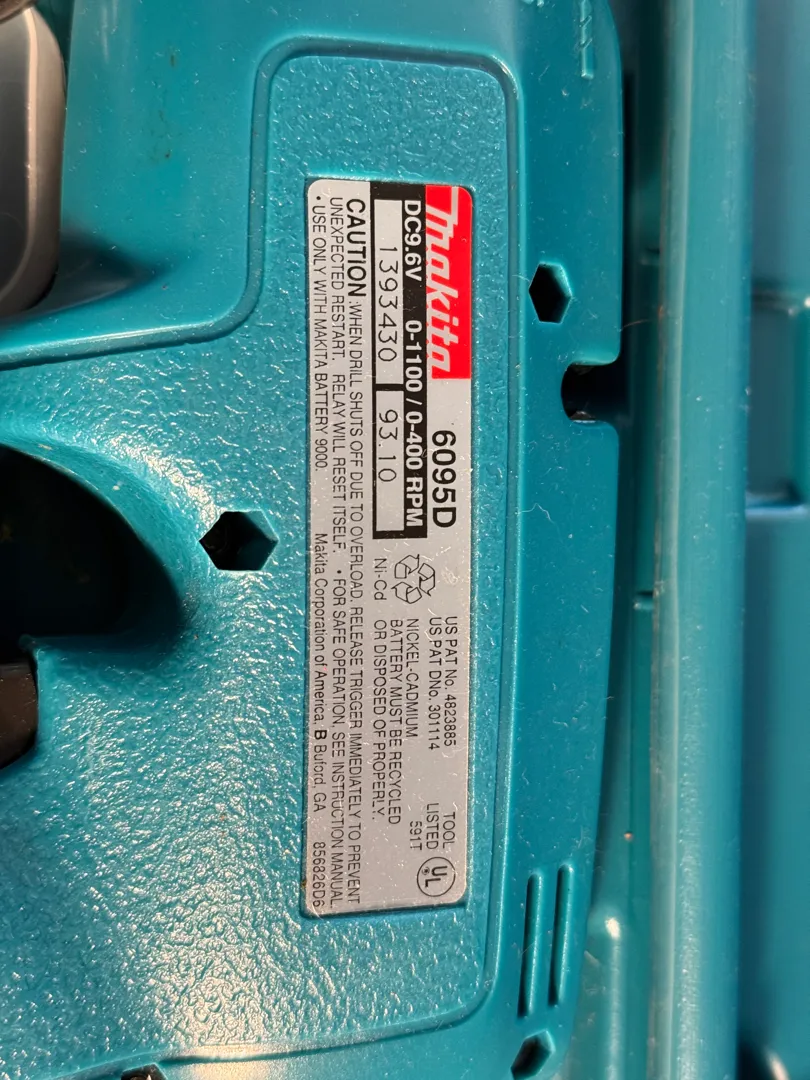 makita
6095D
DC9.6V 0-1100 / 0-400 RPM
1393430 93.10
Ni-Cd
US PAT No. 4823885
US.PAT DNo. 301114
NICKEL-CADMIUM
BATTERY MUST BE RECYCLED
OR DISPOSED OF PROPERLY.
TOOL
LISTED
591T
UL
CAUTION :WHEN DRILL SHUTS OFF DUE TO OVERLOAD, RELEASE TRIGGER IMMEDIATELY TO PREVENT
UNEXPECTED RESTART. RELAY WILL RESET ITSELF. • FOR SAFE OPERATION, SEE INSTRUCTION MANUAL.
• USE ONLY WITH MAKITA BATTERY 9000. Makita Corporation of America, B Buford, GA 856826D6